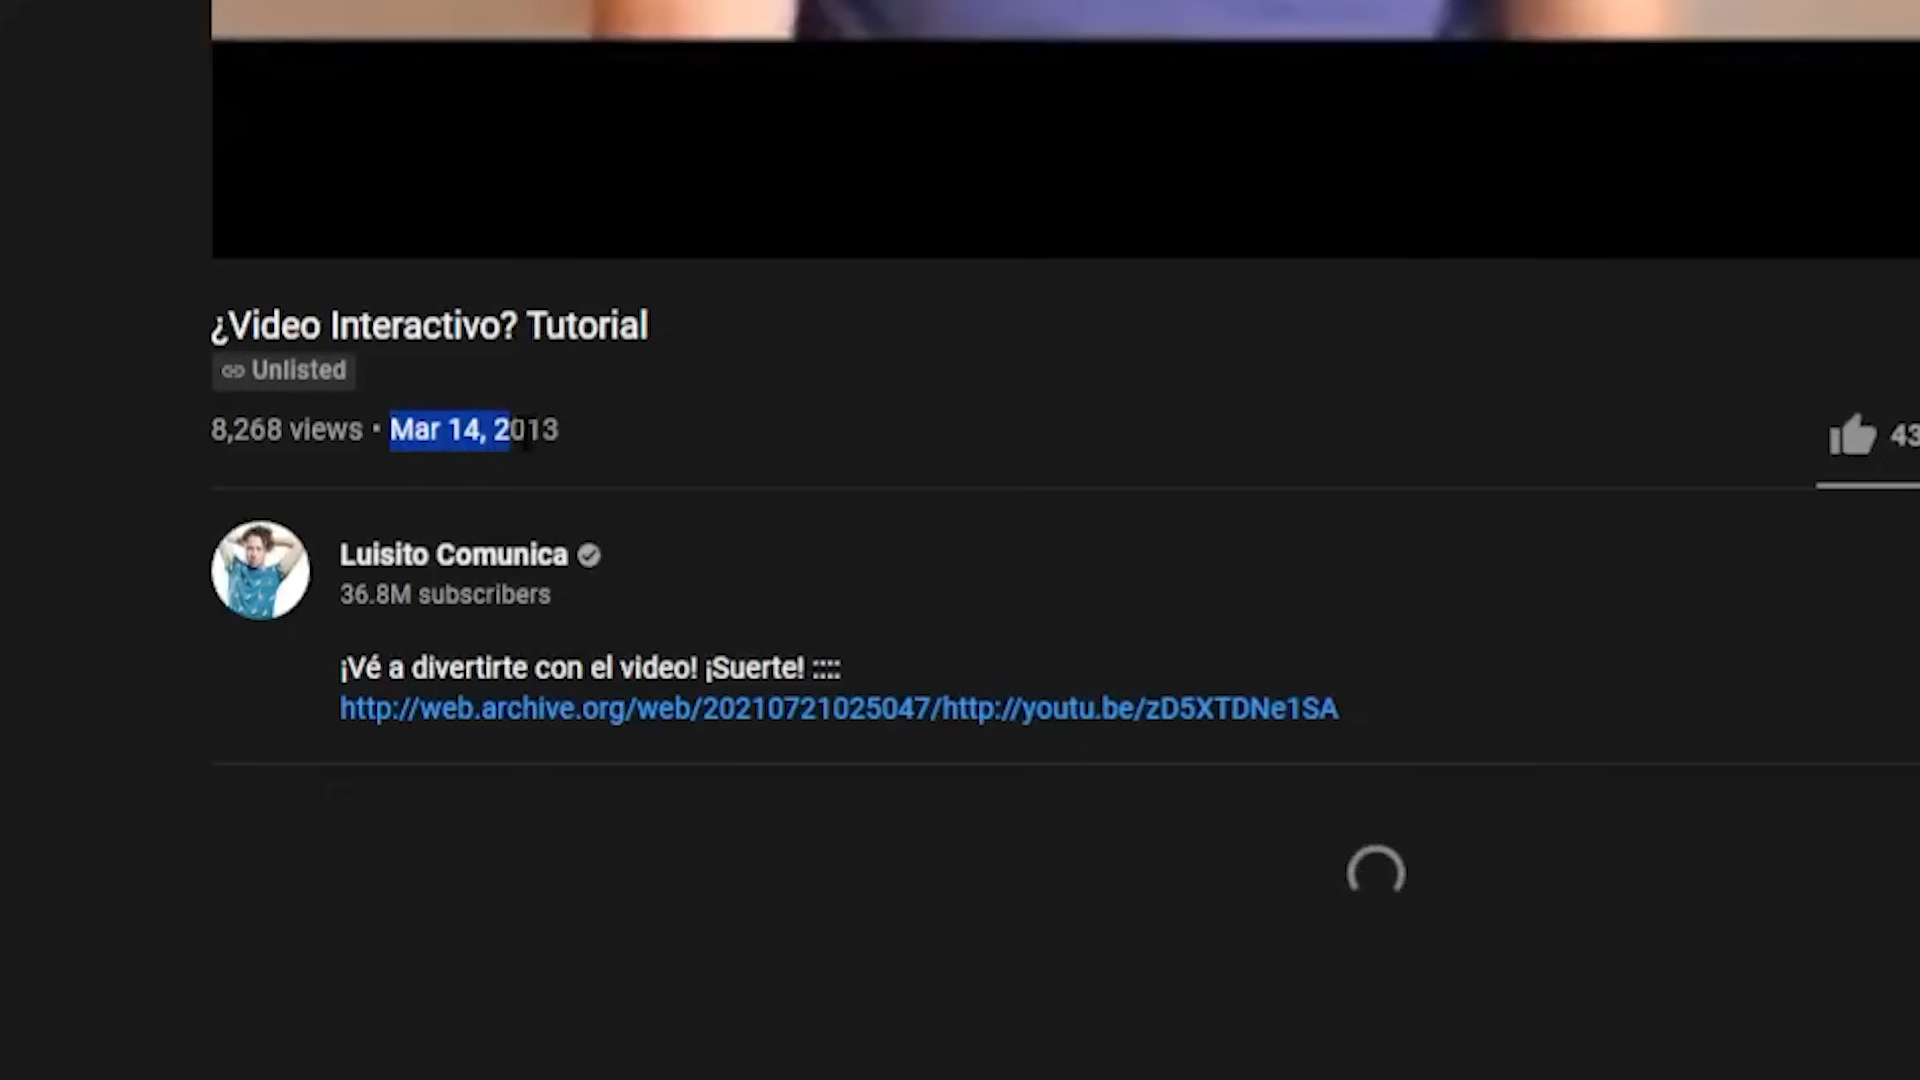 ¿Video Interactivo? Tutorial
Unlisted
8,268 views • Mar 14, 2013
43
Luisito Comunica
36.8M subscribers
¡Vé a divertirte con el video! ¡Suerte! ::::
http://web.archive.org/web/20210721025047/http://youtu.be/zD5XTDNe1SA